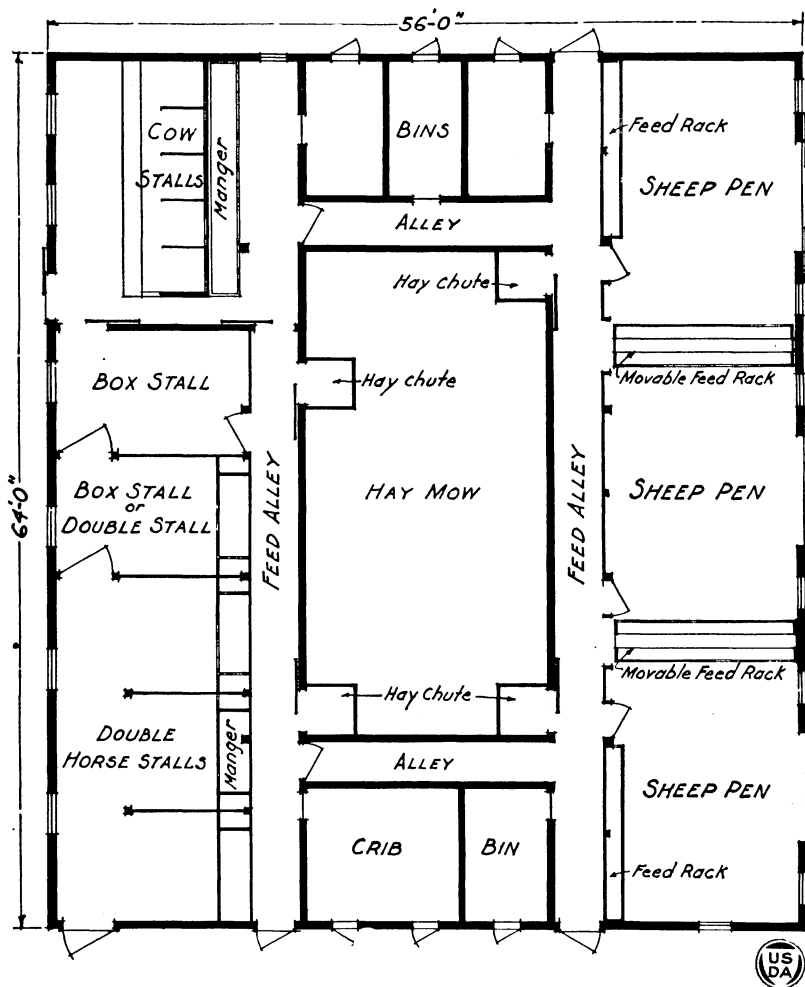 56'-0"
COW
STALLS
Manger
BINS
Feed Rack
SHEEP PEN
ALLEY
Hay Chute
BOX STALL
Hay Chute
Movable Feed Rack
64'-0"
BOX STALL
or
DOUBLE STALL
FEED ALLEY
HAY MOW
FEED ALLEY
SHEEP PEN
Movable Feed Rack
Hay Chute
DOUBLE
HORSE STALLS
Manger
ALLEY
SHEEP PEN
CRIB
BIN
Feed Rack
US
DA